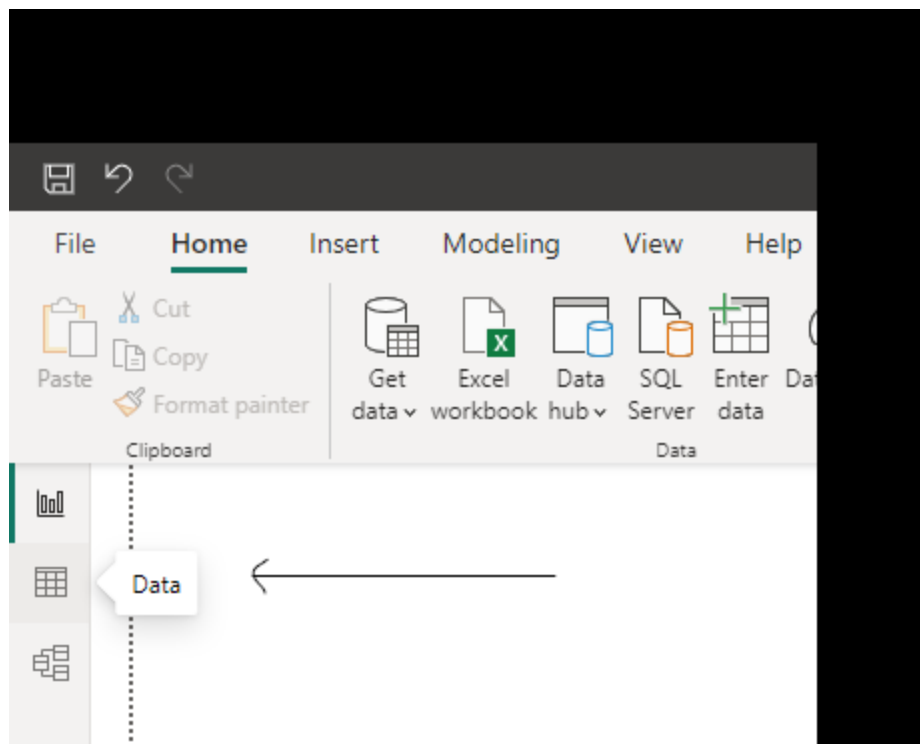 File Home Insert Modeling View Help
Cut
Copy
Format painter
Paste
Clipboard
Get data
Excel workbook
Data hub
SQL Server
Enter data
Data
Data